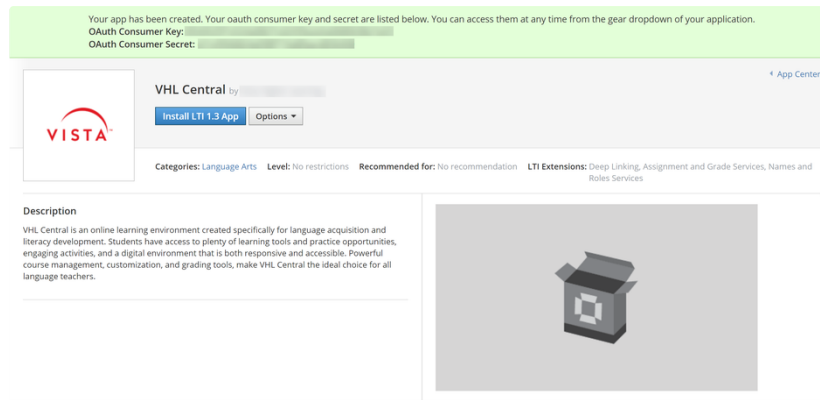 Your app has been created. Your oauth consumer key and secret are listed below. You can access them at any time from the gear dropdown of your application.
OAuth Consumer Key:
OAuth Consumer Secret:
App Center
VISTA
VHL Central by
Install LTI 1.3 App Options
Categories: Language Arts Level: No restrictions Recommended for: No recommendation LTI Extensions: Deep Linking, Assignment and Grade Services, Names and
Roles Services
Description
VHL Central is an online learning environment created specifically for language acquisition and
literacy development. Students have access to plenty of learning tools and practice opportunities,
engaging activities, and a digital environment that is both responsive and accessible. Powerful
course management, customization, and grading tools, make VHL Central the ideal choice for all
language teachers.